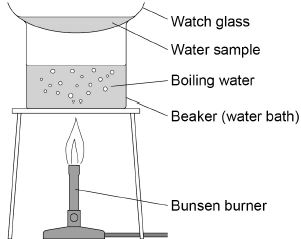 Watch glass
Water sample
Boiling water
Beaker (water bath)
Bunsen burner